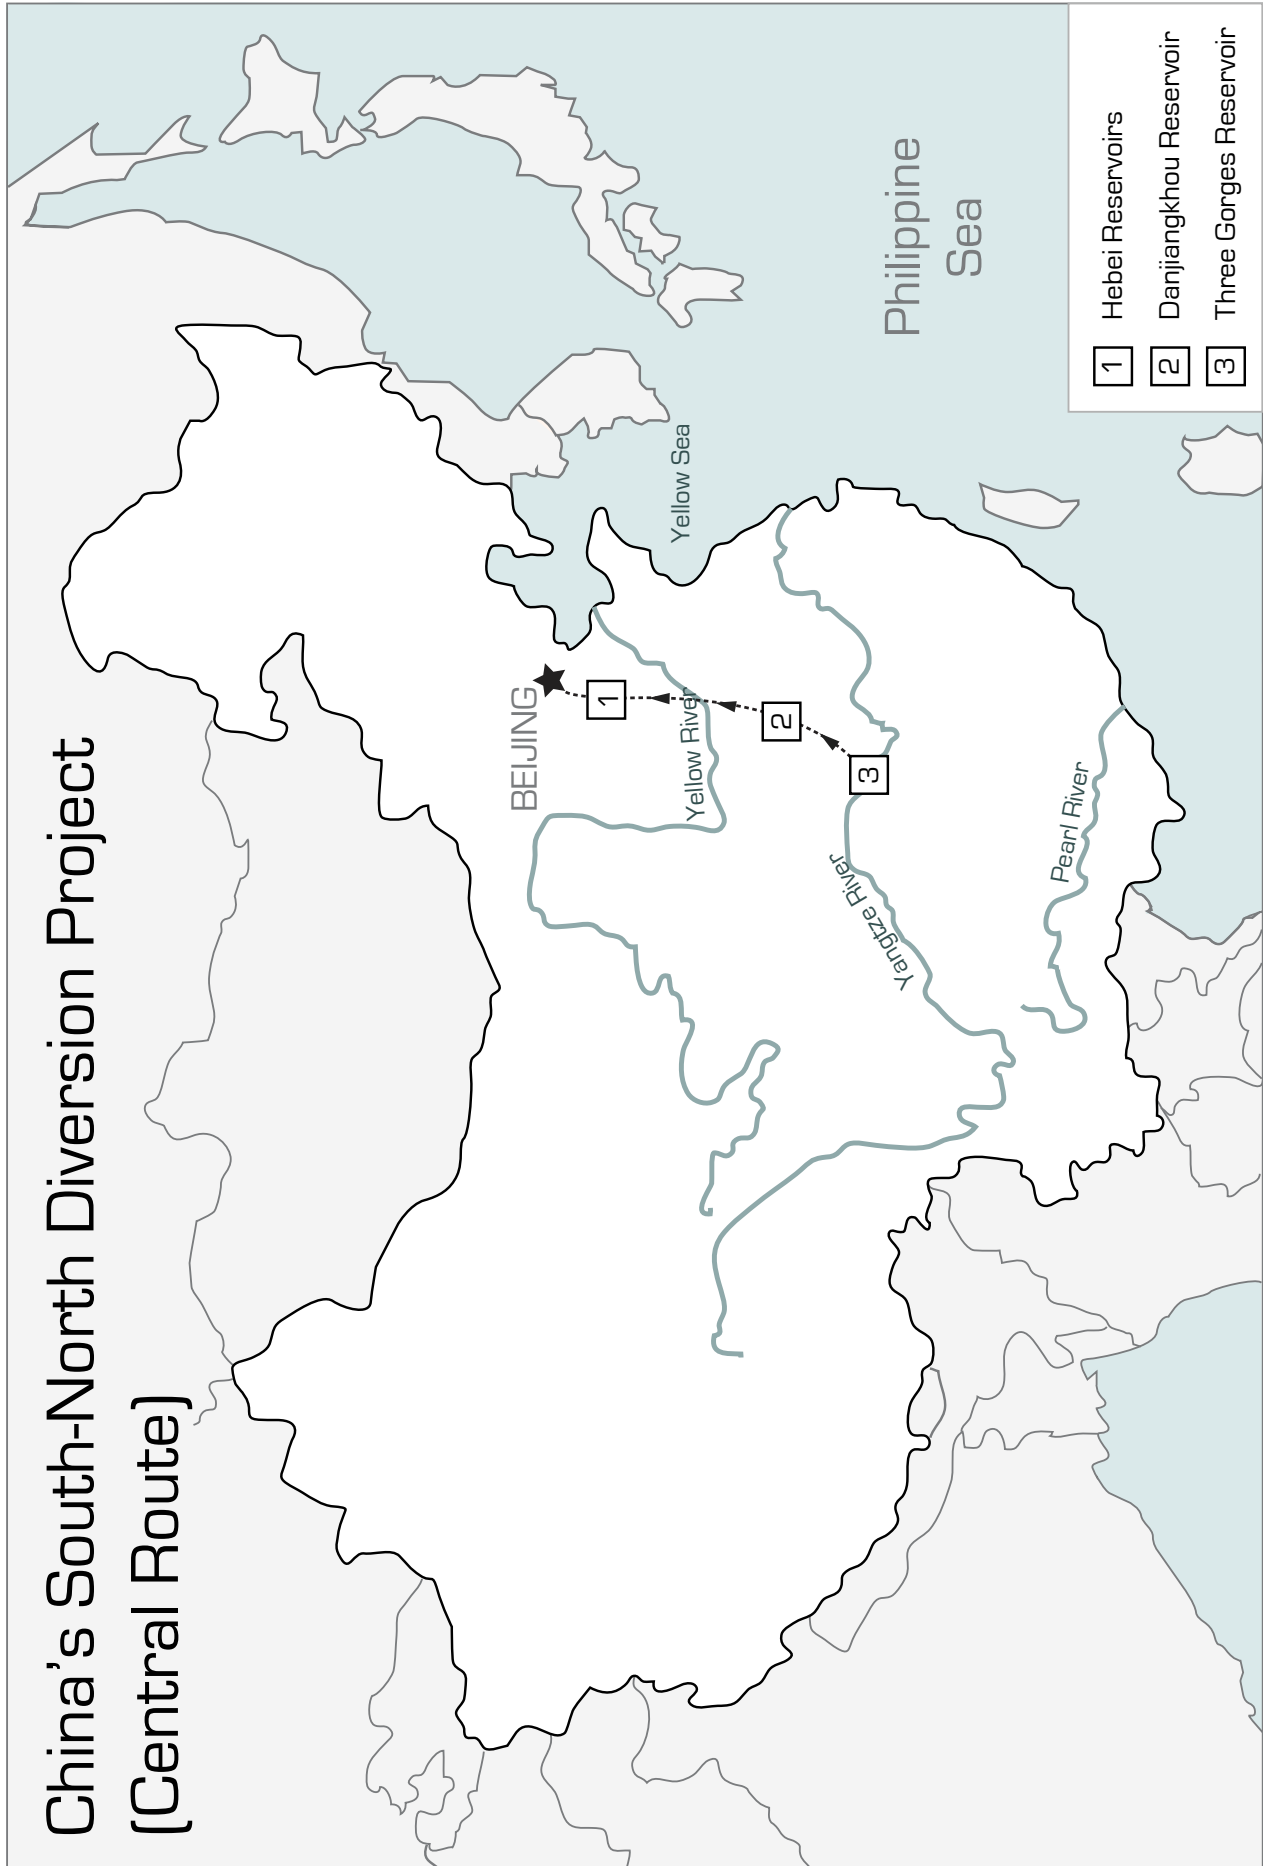 China's South-North Diversion Project
(Central Route)
BEIJING
1
Yellow River
2
3
Yangtze River
Pearl River
Yellow Sea
Philippine
Sea
1 Hebei Reservoirs
2 Danjiangkhou Reservoir
3 Three Gorges Reservoir